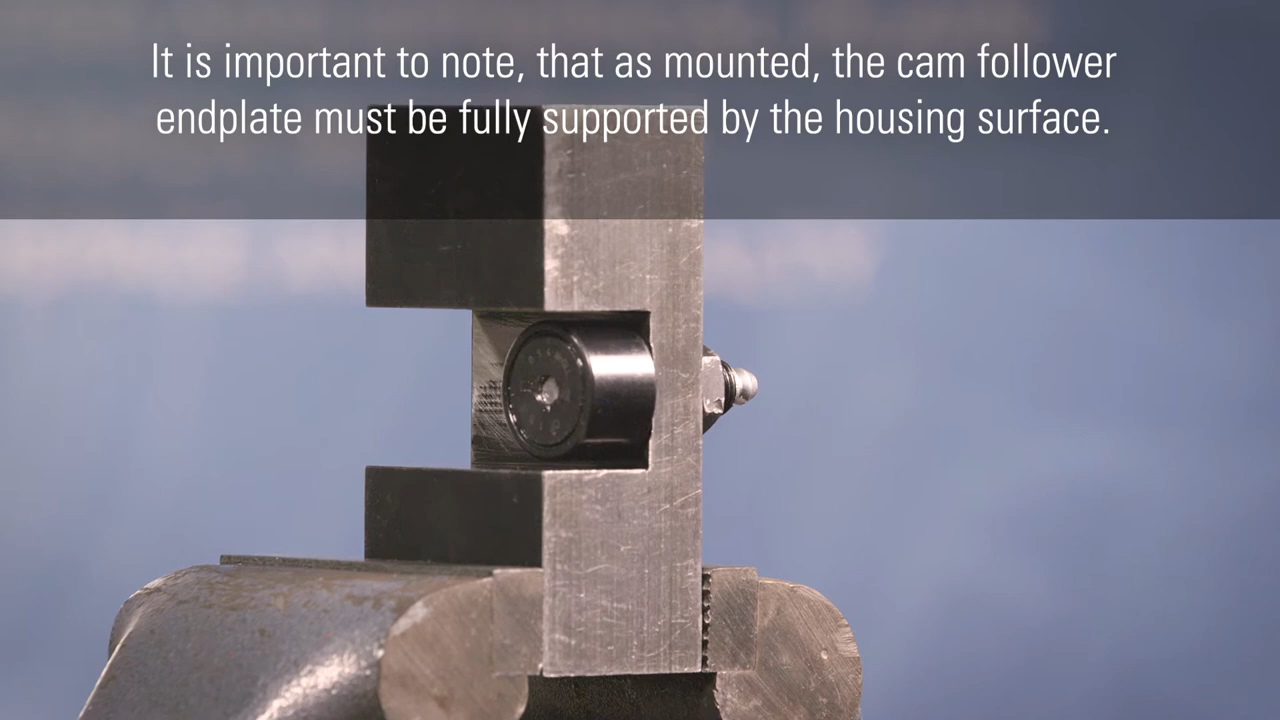 It is important to note, that as mounted, the cam follower
endplate must be fully supported by the housing surface.